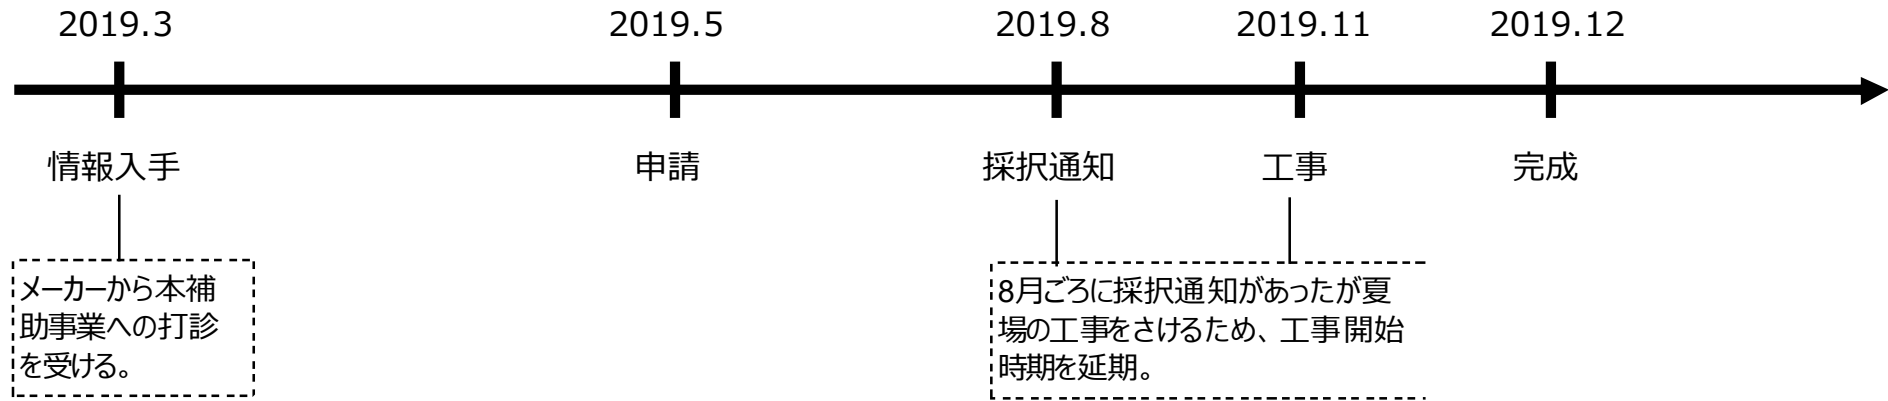 2019.3
2019.5
2019.8
2019.11
2019.12
情報入手
申請
採択通知
工事
完成
メーカーから本補
助事業への打診
を受ける。
8月ごろに採択通知があったが夏
場の工事をさけるため、工事開始
時期を延期。